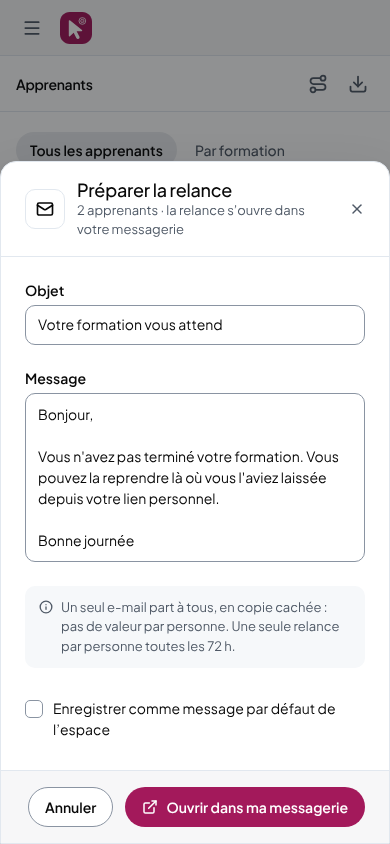 Apprenants
Tous les apprenants
Par formation
Préparer la relance
2 apprenants · la relance s'ouvre dans
votre messagerie
Objet
Votre formation vous attend
Message
Bonjour,
Vous n'avez pas terminé votre formation. Vous
pouvez la reprendre là où vous l'aviez laissée
depuis votre lien personnel.
Bonne journée
Un seul e-mail part à tous, en copie cachée :
pas de valeur par personne. Une seule relance
par personne toutes les 72 h.
Enregistrer comme message par défaut de
l'espace
Annuler
Ouvrir dans ma messagerie